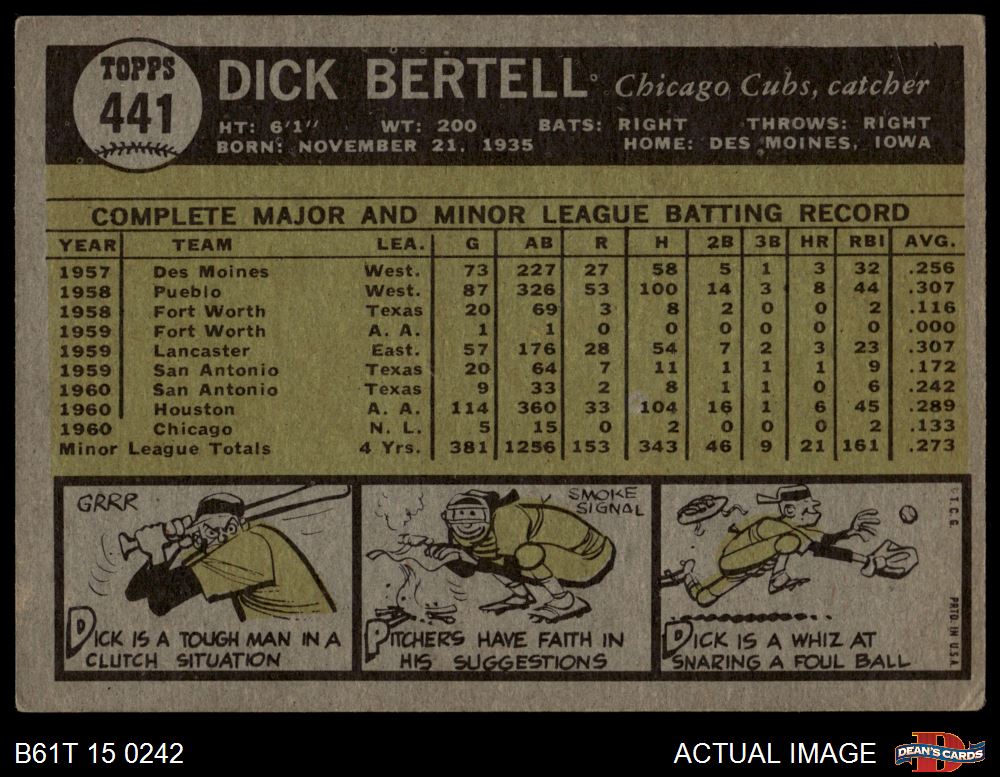 TOPPS
441
DICK BERTELL Chicago Cubs, catcher
HT: 6'1" WT: 200 BATS: RIGHT THROWS: RIGHT
BORN: NOVEMBER 21, 1935 HOME: DES MOINES, IOWA
COMPLETE MAJOR AND MINOR LEAGUE BATTING RECORD
YEAR TEAM LEA. G AB R H 2B 3B HR RBI AVG.
1957 Des Moines West. 73 227 27 58 5 1 3 32 .256
1958 Pueblo West. 87 326 53 100 14 3 8 44 .307
1958 Fort Worth Texas 20 69 3 8 2 0 0 2 .116
1959 Fort Worth A. A. 1 1 0 0 0 0 0 0 .000
1959 Lancaster East. 57 176 28 54 7 2 3 23 .307
1959 San Antonio Texas 20 64 7 11 1 1 1 9 .172
1960 San Antonio Texas 9 33 2 8 1 1 0 6 .242
1960 Houston A. A. 114 360 33 104 16 1 6 45 .289
1960 Chicago N. L. 5 15 0 2 0 0 0 2 .133
Minor League Totals 4 Yrs. 381 1256 153 343 46 9 21 161 .273
GRRR
DICK IS A TOUGH MAN IN A
CLUTCH SITUATION
SMOKE
SIGNAL
PITCHERS HAVE FAITH IN
HIS SUGGESTIONS
DICK IS A WHIZ AT
SNARING A FOUL BALL
T.C.G.
PRTD. IN U.S.A.
B61T 15 0242
ACTUAL IMAGE
DEAN'S CARDS